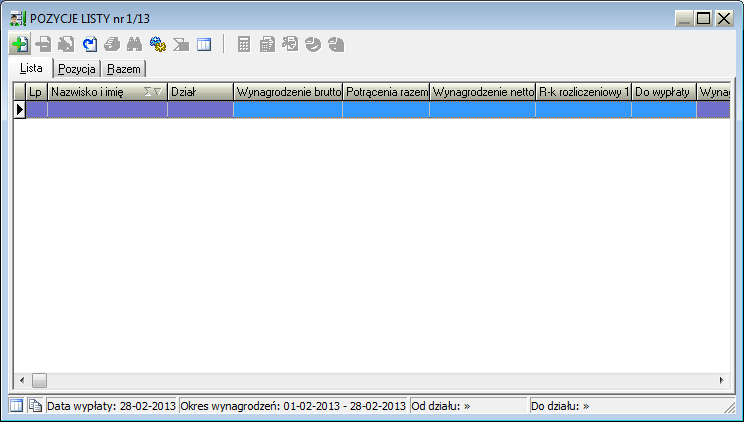 POZYCJE LISTY nr 1/13
Lista Pozycja Razem
Lp Nazwisko i imię Dział Wynagrodzenie brutto Potrącenia razem Wynagrodzenie netto R-k rozliczeniowy 1 Do wypłaty Wynag
Data wypłaty: 28-02-2013 Okres wynagrodzeń: 01-02-2013 - 28-02-2013 Od działu: » Do działu: »